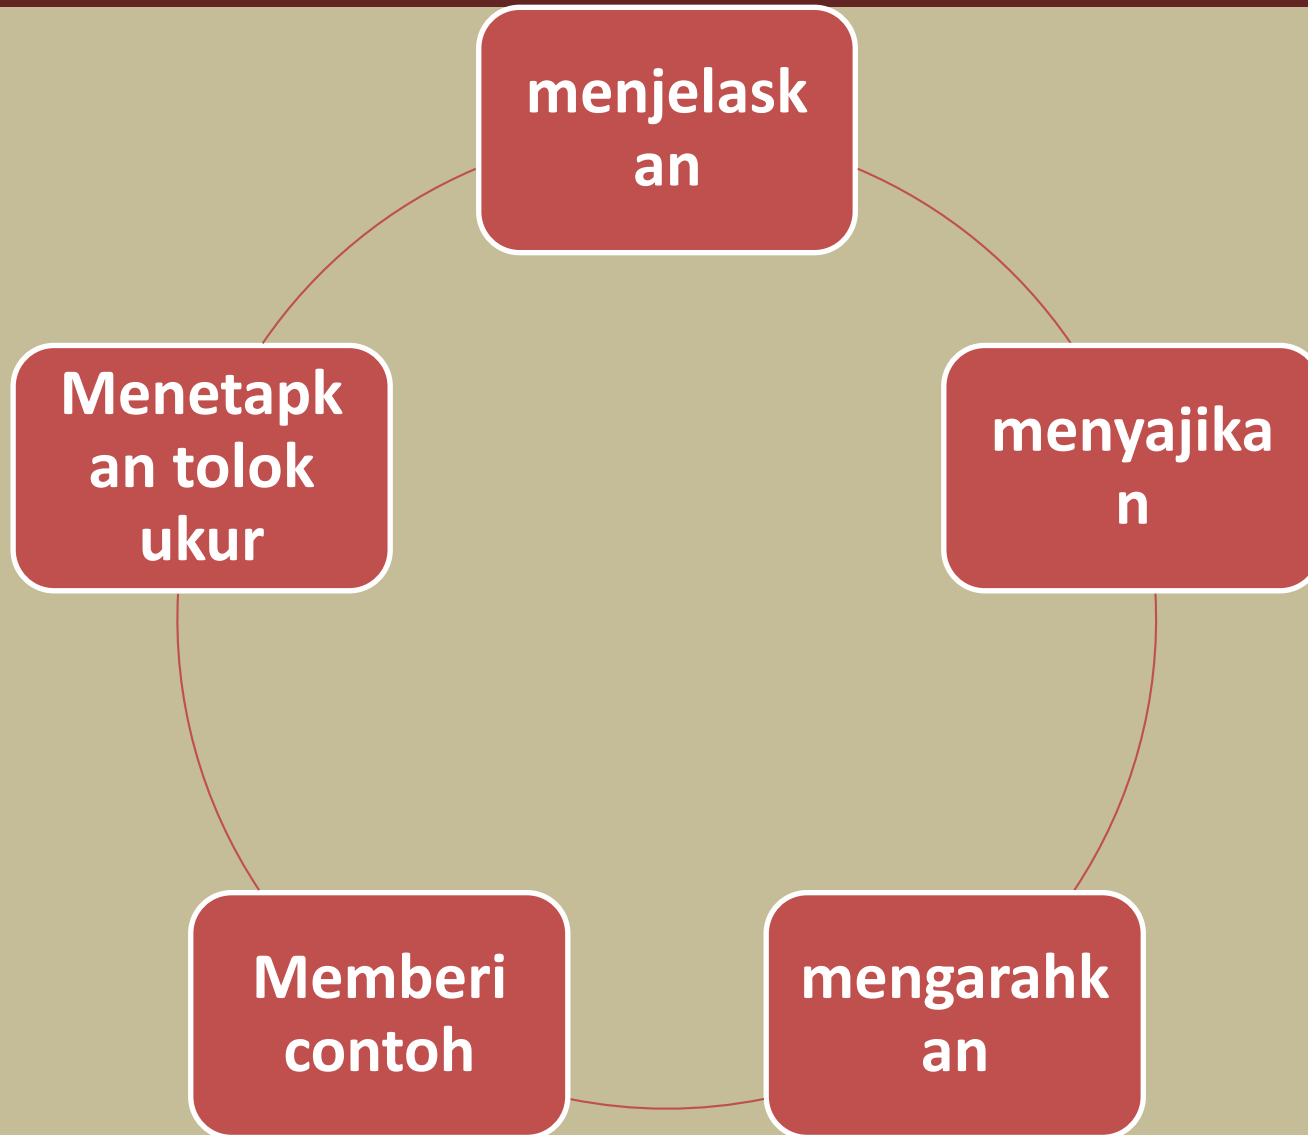 menjelask
an
menyajika
n
mengarahk
an
Memberi
contoh
Menetapk
an tolok
ukur